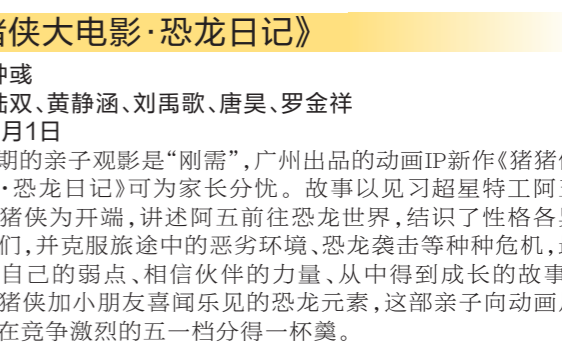 猪侠大电影·恐龙日记》
钟彧
陆双、黄静涵、刘禹歌、唐昊、罗金祥
月1日
期的亲子观影是“刚需”,广州出品的动画IP新作《猪猪侠
·恐龙日记》可为家长分忧。故事以见习超星特工阿五
猪侠为开端,讲述阿五前往恐龙世界,结识了性格各异
们,并克服旅途中的恶劣环境、恐龙袭击等种种危机,
自己的弱点、相信伙伴的力量、从中得到成长的故事
猪侠加小朋友喜闻乐见的恐龙元素,这部亲子向动画
在竞争激烈的五一档分得一杯羹。